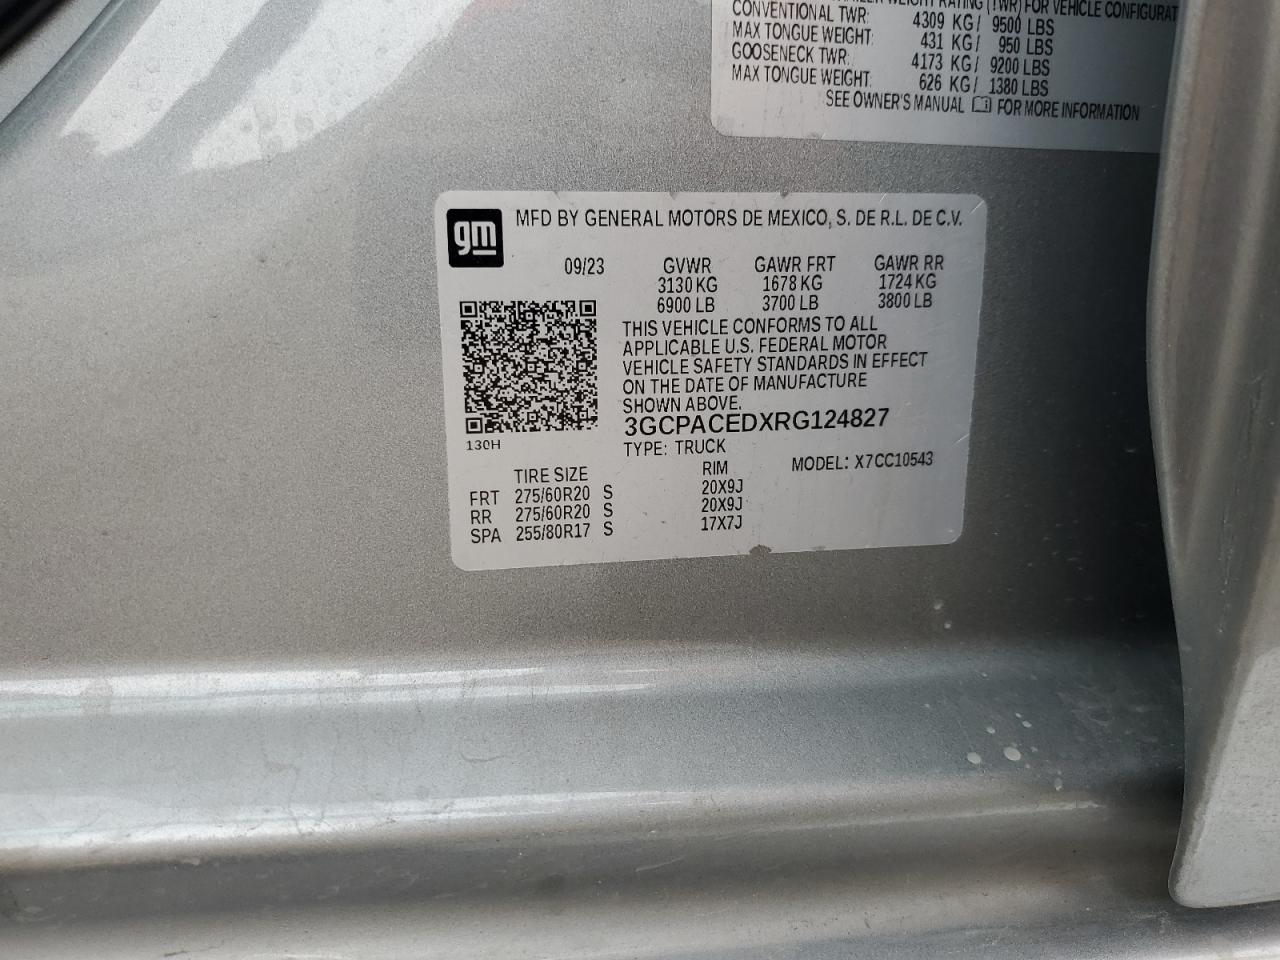 WEIGHT RATING (TWR) FOR VEHICLE
CONVENTIONAL TWR: 4309 KG/ 9500 LBS
MAX TONGUE WEIGHT: 431 KG/ 950 LBS
GOOSENECK TWR: 4173 KG/ 9200 LBS
MAX TONGUE WEIGHT: 626 KG/ 1380 LBS
SEE OWNER'S MANUAL FOR MORE INFORMATION
gm MFD BY GENERAL MOTORS DE MEXICO, S. DE R.L. DE C.V.
09/23 GVWR GAWR FRT GAWR RR
3130 KG 1678 KG 1724 KG
6900 LB 3700 LB 3800 LB
THIS VEHICLE CONFORMS TO ALL
APPLICABLE U.S. FEDERAL MOTOR
VEHICLE SAFETY STANDARDS IN EFFECT
ON THE DATE OF MANUFACTURE
SHOWN ABOVE.
3GCPACEDXRG124827
130H
TYPE: TRUCK
MODEL: X7CC10543
TIRE SIZE RIM
FRT 275/60R20 S 20X9J
RR 275/60R20 S 20X9J
SPA 255/80R17 S 17X7J